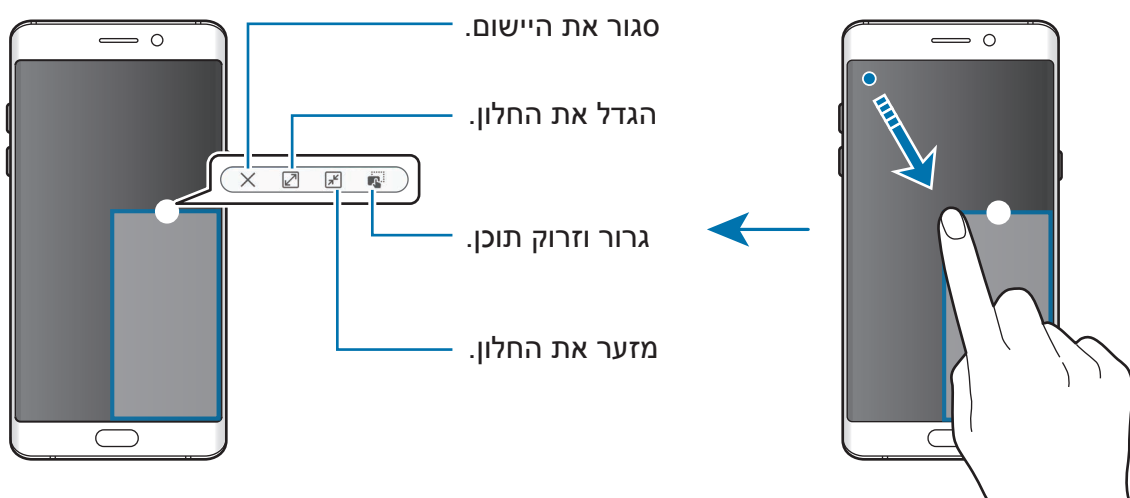 סגור את היישום.
הגדל את החלון.
גרור וזרוק תוכן.
מזער את החלון.